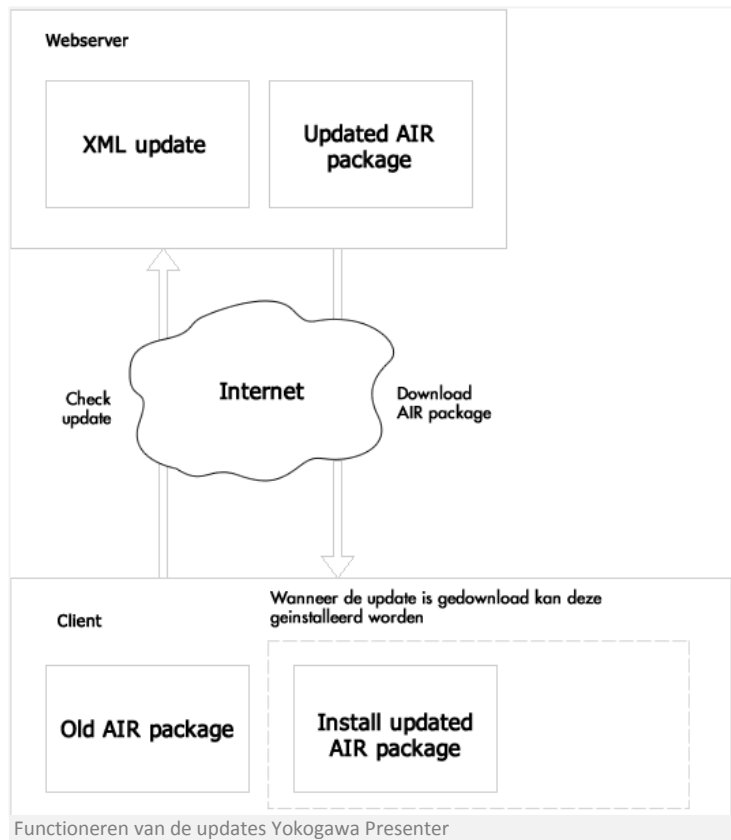 Webserver
XML update
Updated AIR
package
Internet
Check
update
Download
AIR package
Wanneer de update is gedownload kan deze
geinstalleerd worden
Client
Old AIR package
Install updated
AIR package
Functioneren van de updates Yokogawa Presenter